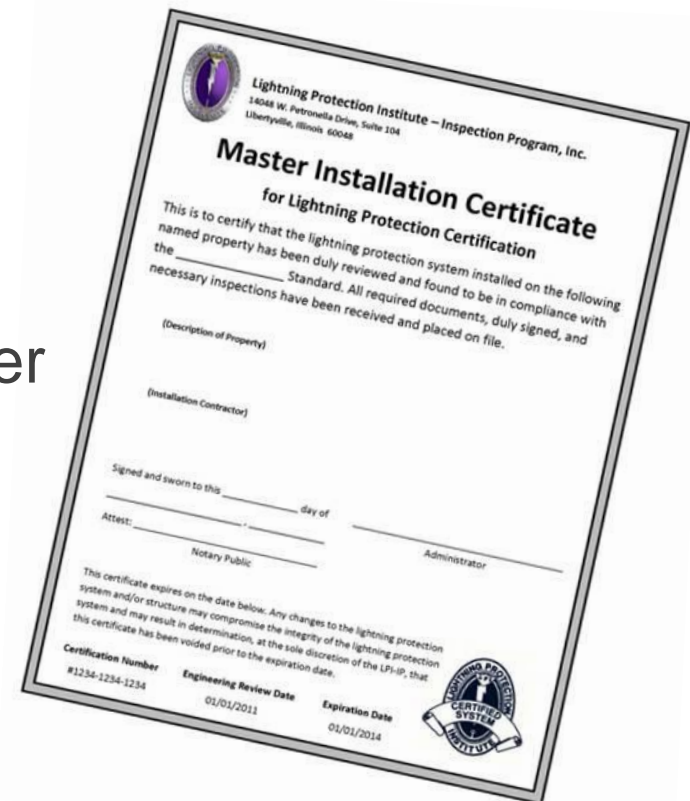 er
Lightning Protection Institute – Inspection Program, Inc.
14048 W. Petronella Drive, Suite 104
Libertyville, Illinois 60048
Master Installation Certificate
for Lightning Protection Certification
This is to certify that the lightning protection system installed on the following
named property has been duly reviewed and found to be in compliance with
the ____________ Standard. All required documents, duly signed, and
necessary inspections have been received and placed on file.
(Description of Property)
(Installation Contractor)
Signed and sworn to this ____________ day of
____________________ , ____________
Attest: ____________________
Notary Public
____________________
Administrator
This certificate expires on the date below. Any changes to the lightning protection
system and/or structure may compromise the integrity of the lightning protection
system and may result in determination, at the sole discretion of the LPI-IP, that
this certificate has been voided prior to the expiration date.
Certification Number
#1234-1234-1234
Engineering Review Date
01/01/2011
Expiration Date
01/01/2014
LIGHTNING PROTECTION
CERTIFIED
SYSTEM
INSTITUTE